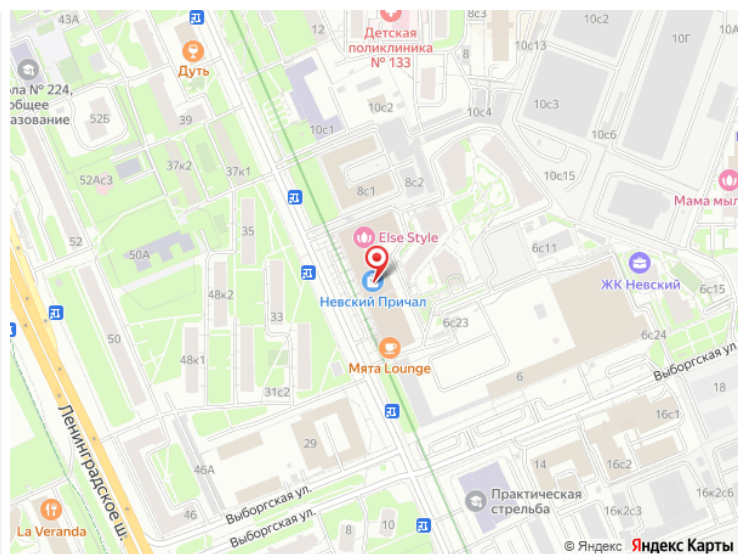 43А
12
8с3
10с13
10Г
10А
Детская
поликлиника
№ 133
Дуть
ола № 224,
общее
азование
52Б
39
10с2
10с4
10с3
10с1
10с6
37к2
37к1
52Ас3
8с1
8с2
10с15
Мама мыл
52
35
50А
Else Style
6с11
48к2
Невский Причал
ЖК Невский
6с15
33
50
6с23
6с24
48к1
Мята Lounge
Выборгская ул.
31с2
6
18
Ленинградское ш.
29
16с1
46А
14
16с2
Выборгская ул.
Практическая
стрельба
16к2с6
La Veranda
46
16к2с3
Выборгская ул.
8
10
© Яндекс Яндекс Карты